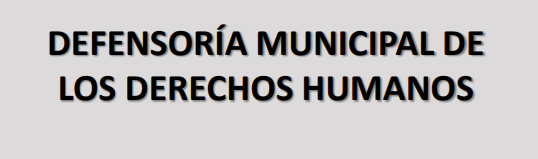 DEFENSORÍA MUNICIPAL DE
LOS DERECHOS HUMANOS